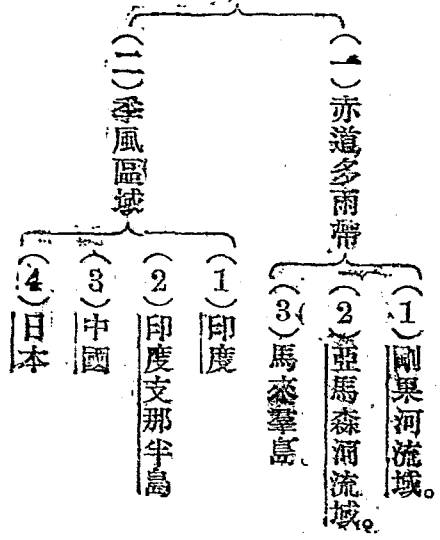 （一）赤道多雨帶
（1）剛果河流域。
（2）亞馬森河流域。
（3）馬來羣島
（二）季風區域
（1）印度
（2）印度支那半島
（3）中國
（4）日本